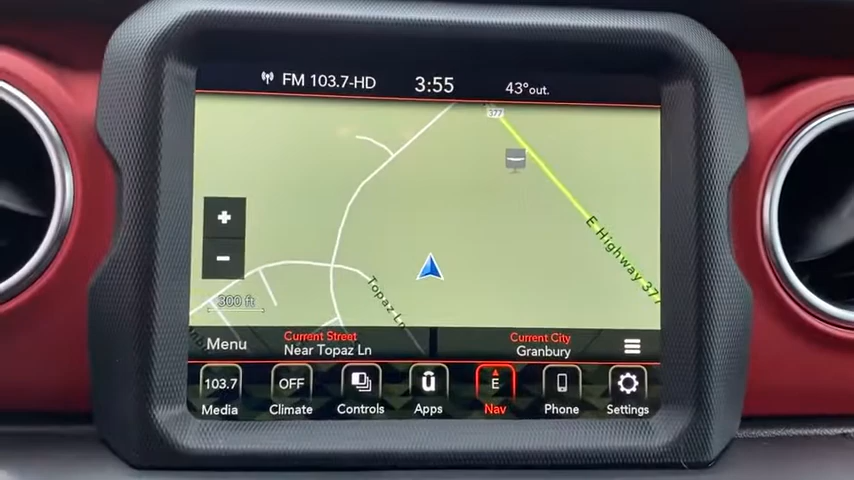 FM 103.7-HD
3:55
43°out.
377
E Highway 377
+
-
300 ft
Topaz Ln
Menu
Current Street
Near Topaz Ln
Current City
Granbury
103.7
OFF
E
Media
Climate
Controls
Apps
Nav
Phone
Settings